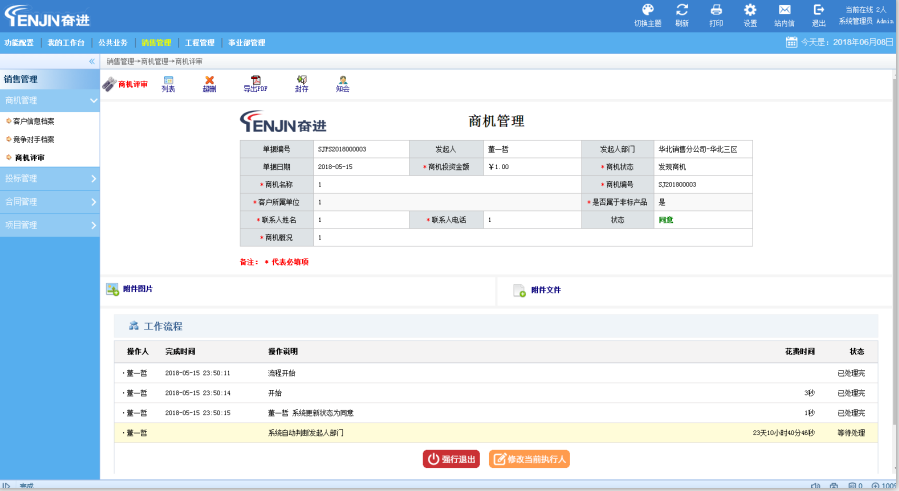 TENJN奋进
切换主题 刷新 打印 设置 站内信 退出
当前在线 2人
系统管理员 Admin
功能配置 我的工作台 公共业务 销售管理 工程管理 事业部管理
今天是: 2018年06月08日
«
销售管理→商机管理→商机评审
销售管理
商机管理
客户信息档案
竞争对手档案
商机评审
投标管理
合同管理
项目管理
商机评审 列表 超删 导出PDF 封存 知会
TENJN奋进 商机管理
单据编号 SJPS2018000003 发起人 董一哲 发起人部门 华北销售分公司-华北三区
单据日期 2018-05-15 * 商机投资金额 ¥1.00 * 商机状态 发现商机
* 商机名称 1 * 商机编号 SJ201800003
* 客户所属单位 1 * 是否属于非标产品 是
* 联系人姓名 1 * 联系人电话 1 状态 同意
* 商机概况 1
备注: * 代表必填项
附件图片 附件文件
工作流程
操作人 完成时间 操作说明 花费时间 状态
·董一哲 2018-05-15 23:50:11 流程开始 已处理完
·董一哲 2018-05-15 23:50:14 开始 3秒 已处理完
·董一哲 2018-05-15 23:50:15 董一哲 系统更新状态为同意 1秒 已处理完
·董一哲 系统自动判断发起人部门 23天10小时40分46秒 等待处理
强行退出 修改当前执行人
完成 0 100%